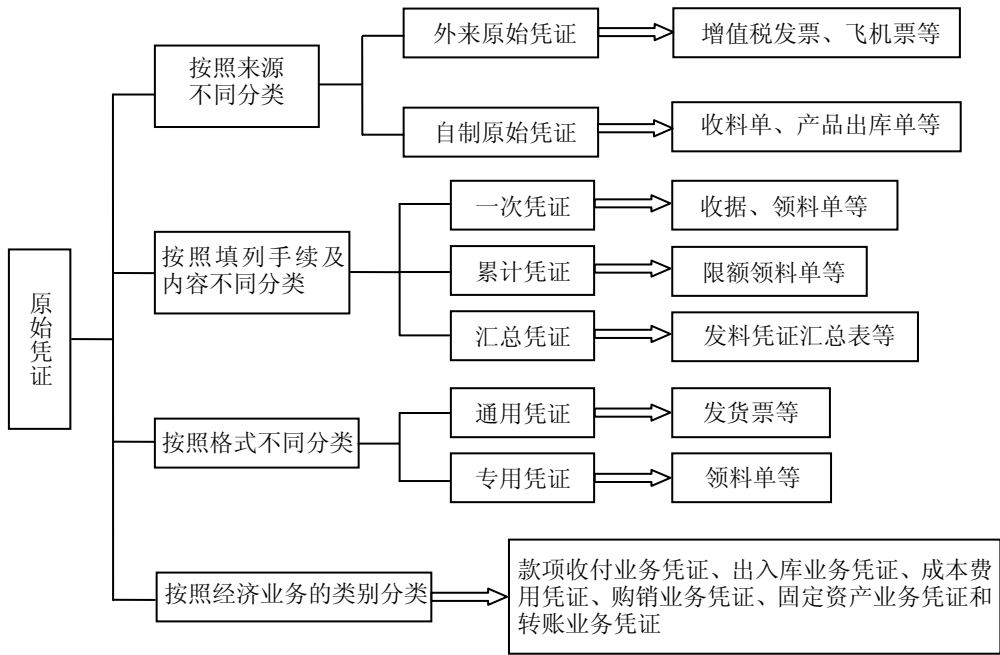 原
始
凭
证
按照来源
不同分类
外来原始凭证
增值税发票、飞机票等
自制原始凭证
收料单、产品出库单等
按照填列手续及
内容不同分类
一次凭证
收据、领料单等
累计凭证
限额领料单等
汇总凭证
发料凭证汇总表等
按照格式不同分类
通用凭证
发货票等
专用凭证
领料单等
按照经济业务的类别分类
款项收付业务凭证、出入库业务凭证、成本费
用凭证、购销业务凭证、固定资产业务凭证和
转账业务凭证